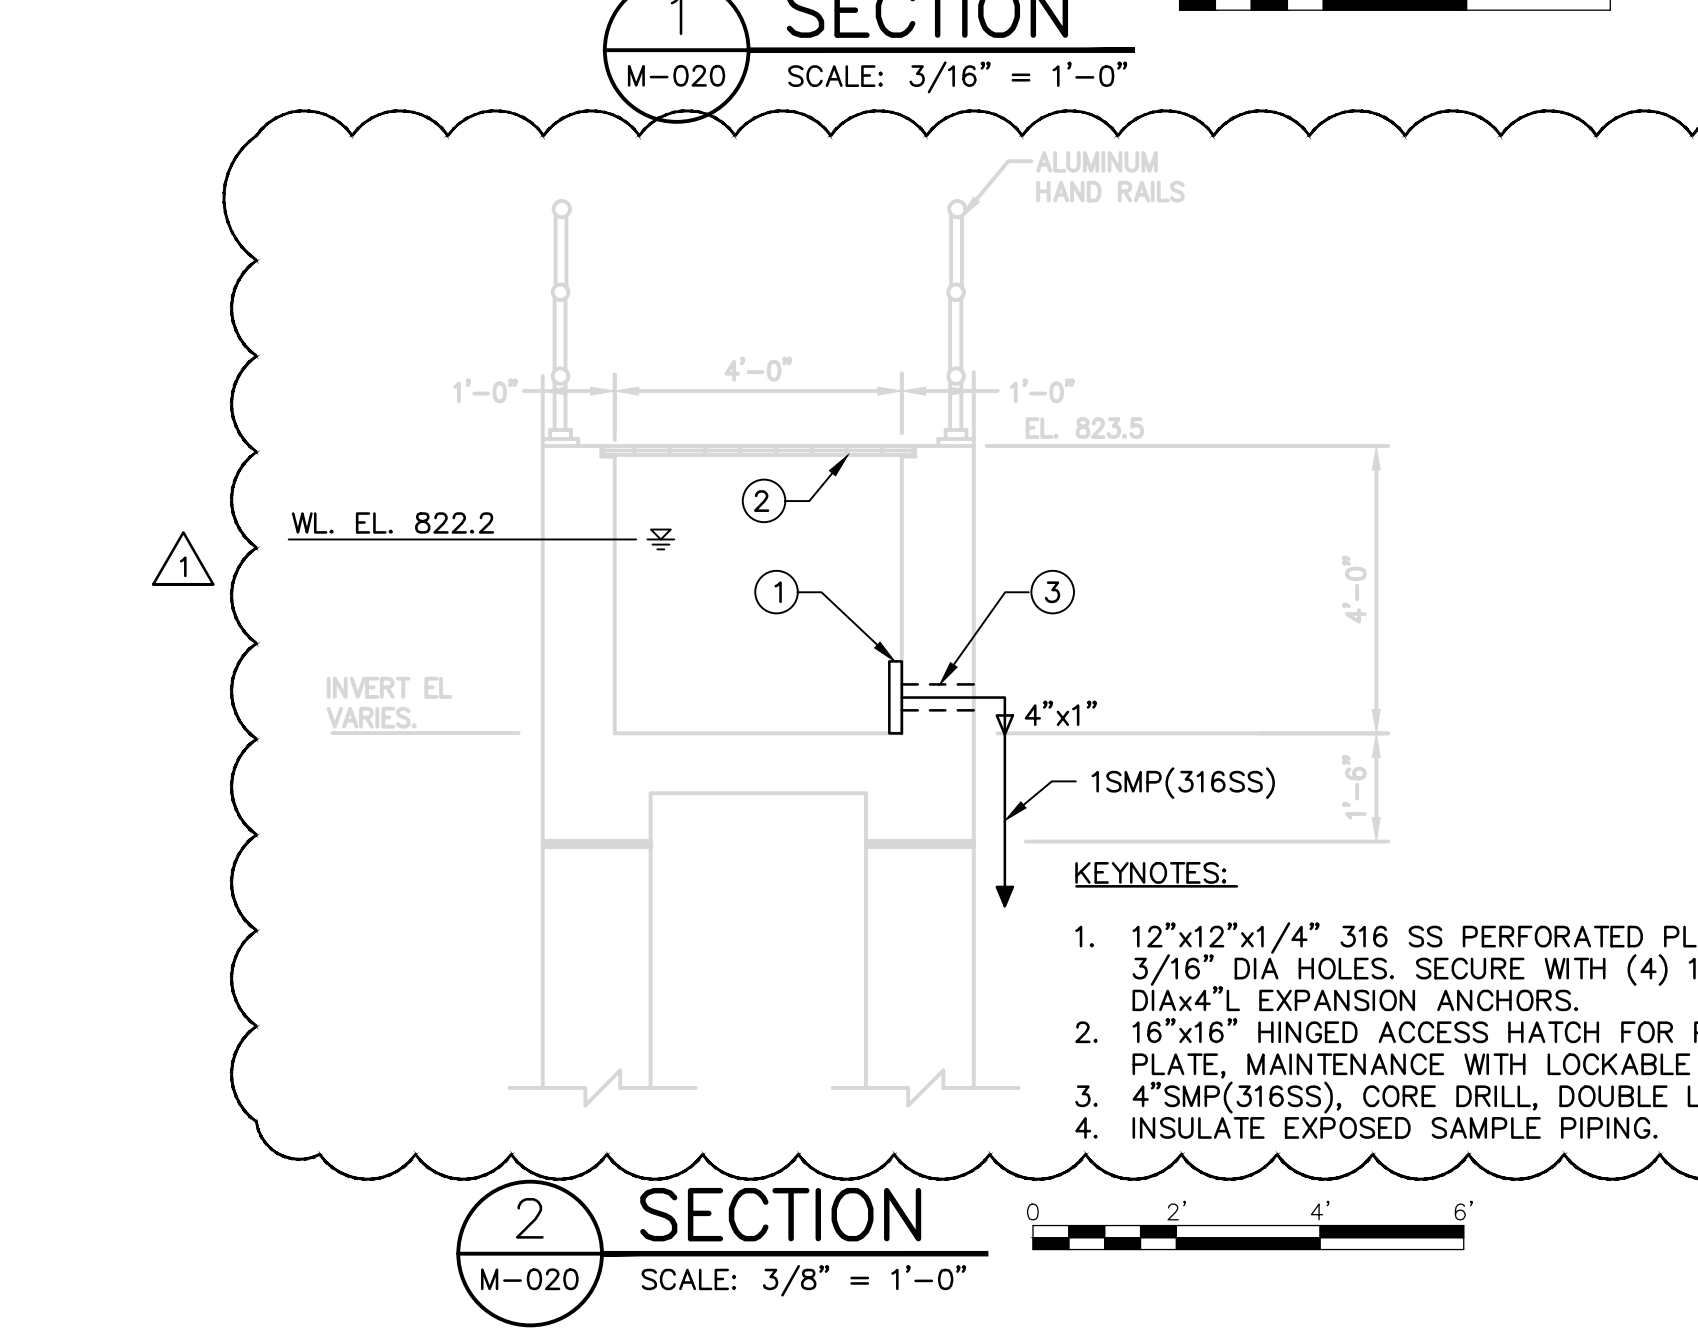 1
SECTION
M-020
SCALE: 3/16" = 1'-0"
ALUMINUM
HAND RAILS
4'-0"
1'-0"
1'-0"
EL. 823.5
2
WL. EL. 822.2
1
1
3
4'-0"
INVERT EL
VARIES.
4"x1"
1SMP(316SS)
1'-6"
KEYNOTES:
1. 12"x12"x1/4" 316 SS PERFORATED
3/16" DIA HOLES. SECURE WITH (4)
DIAx4"L EXPANSION ANCHORS.
2. 16"x16" HINGED ACCESS HATCH FOR
PLATE, MAINTENANCE WITH LOCKABLE
3. 4"SMP(316SS), CORE DRILL, DOUBLE
4. INSULATE EXPOSED SAMPLE PIPING.
2
SECTION
M-020
SCALE: 3/8" = 1'-0"
0 2' 4' 6'